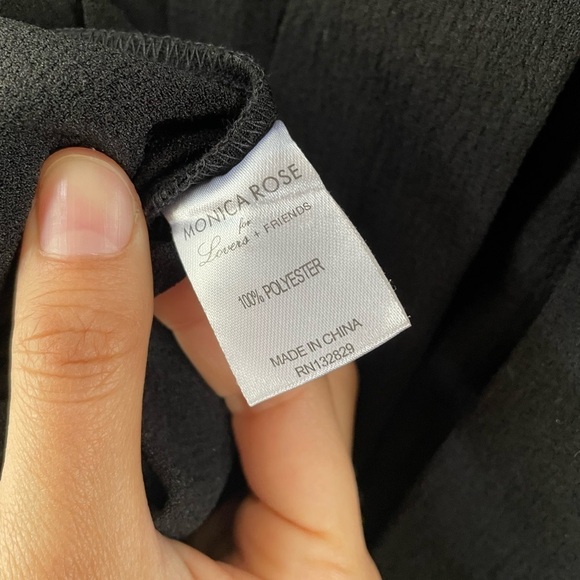 MONICA ROSE
for
Lovers + FRIENDS
100% POLYESTER
MADE IN CHINA
RN132829